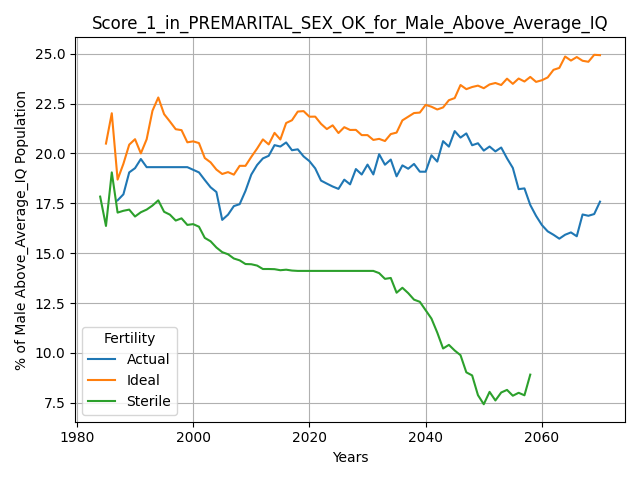 Score_1_in_PREMARITAL_SEX_OK_for_Male_Above_Average_IQ
% of Male Above_Average_IQ Population
25.0
22.5
20.0
17.5
15.0
12.5
10.0
7.5
Fertility
Actual
Ideal
Sterile
1980
2000
2020
2040
2060
Years